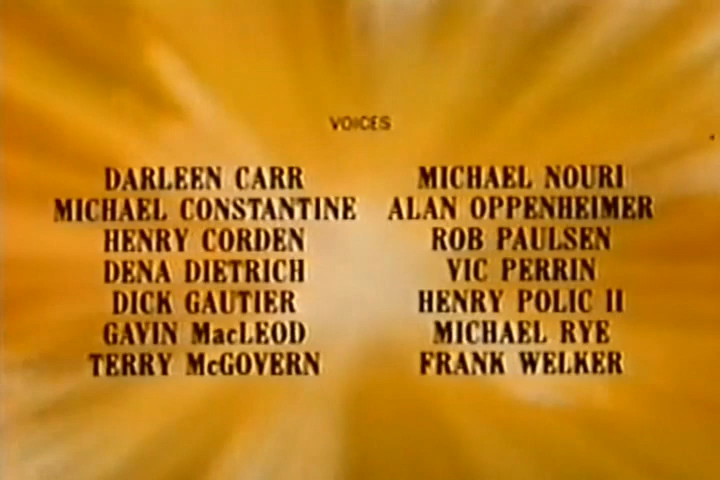 VOICES
DARLEEN CARR
MICHAEL CONSTANTINE
HENRY CORDEN
DENA DIETRICH
DICK GAUTIER
GAVIN MacLEOD
TERRY McGOVERN
MICHAEL NOURI
ALAN OPPENHEIMER
ROB PAULSEN
VIC PERRIN
HENRY POLIC II
MICHAEL RYE
FRANK WELKER